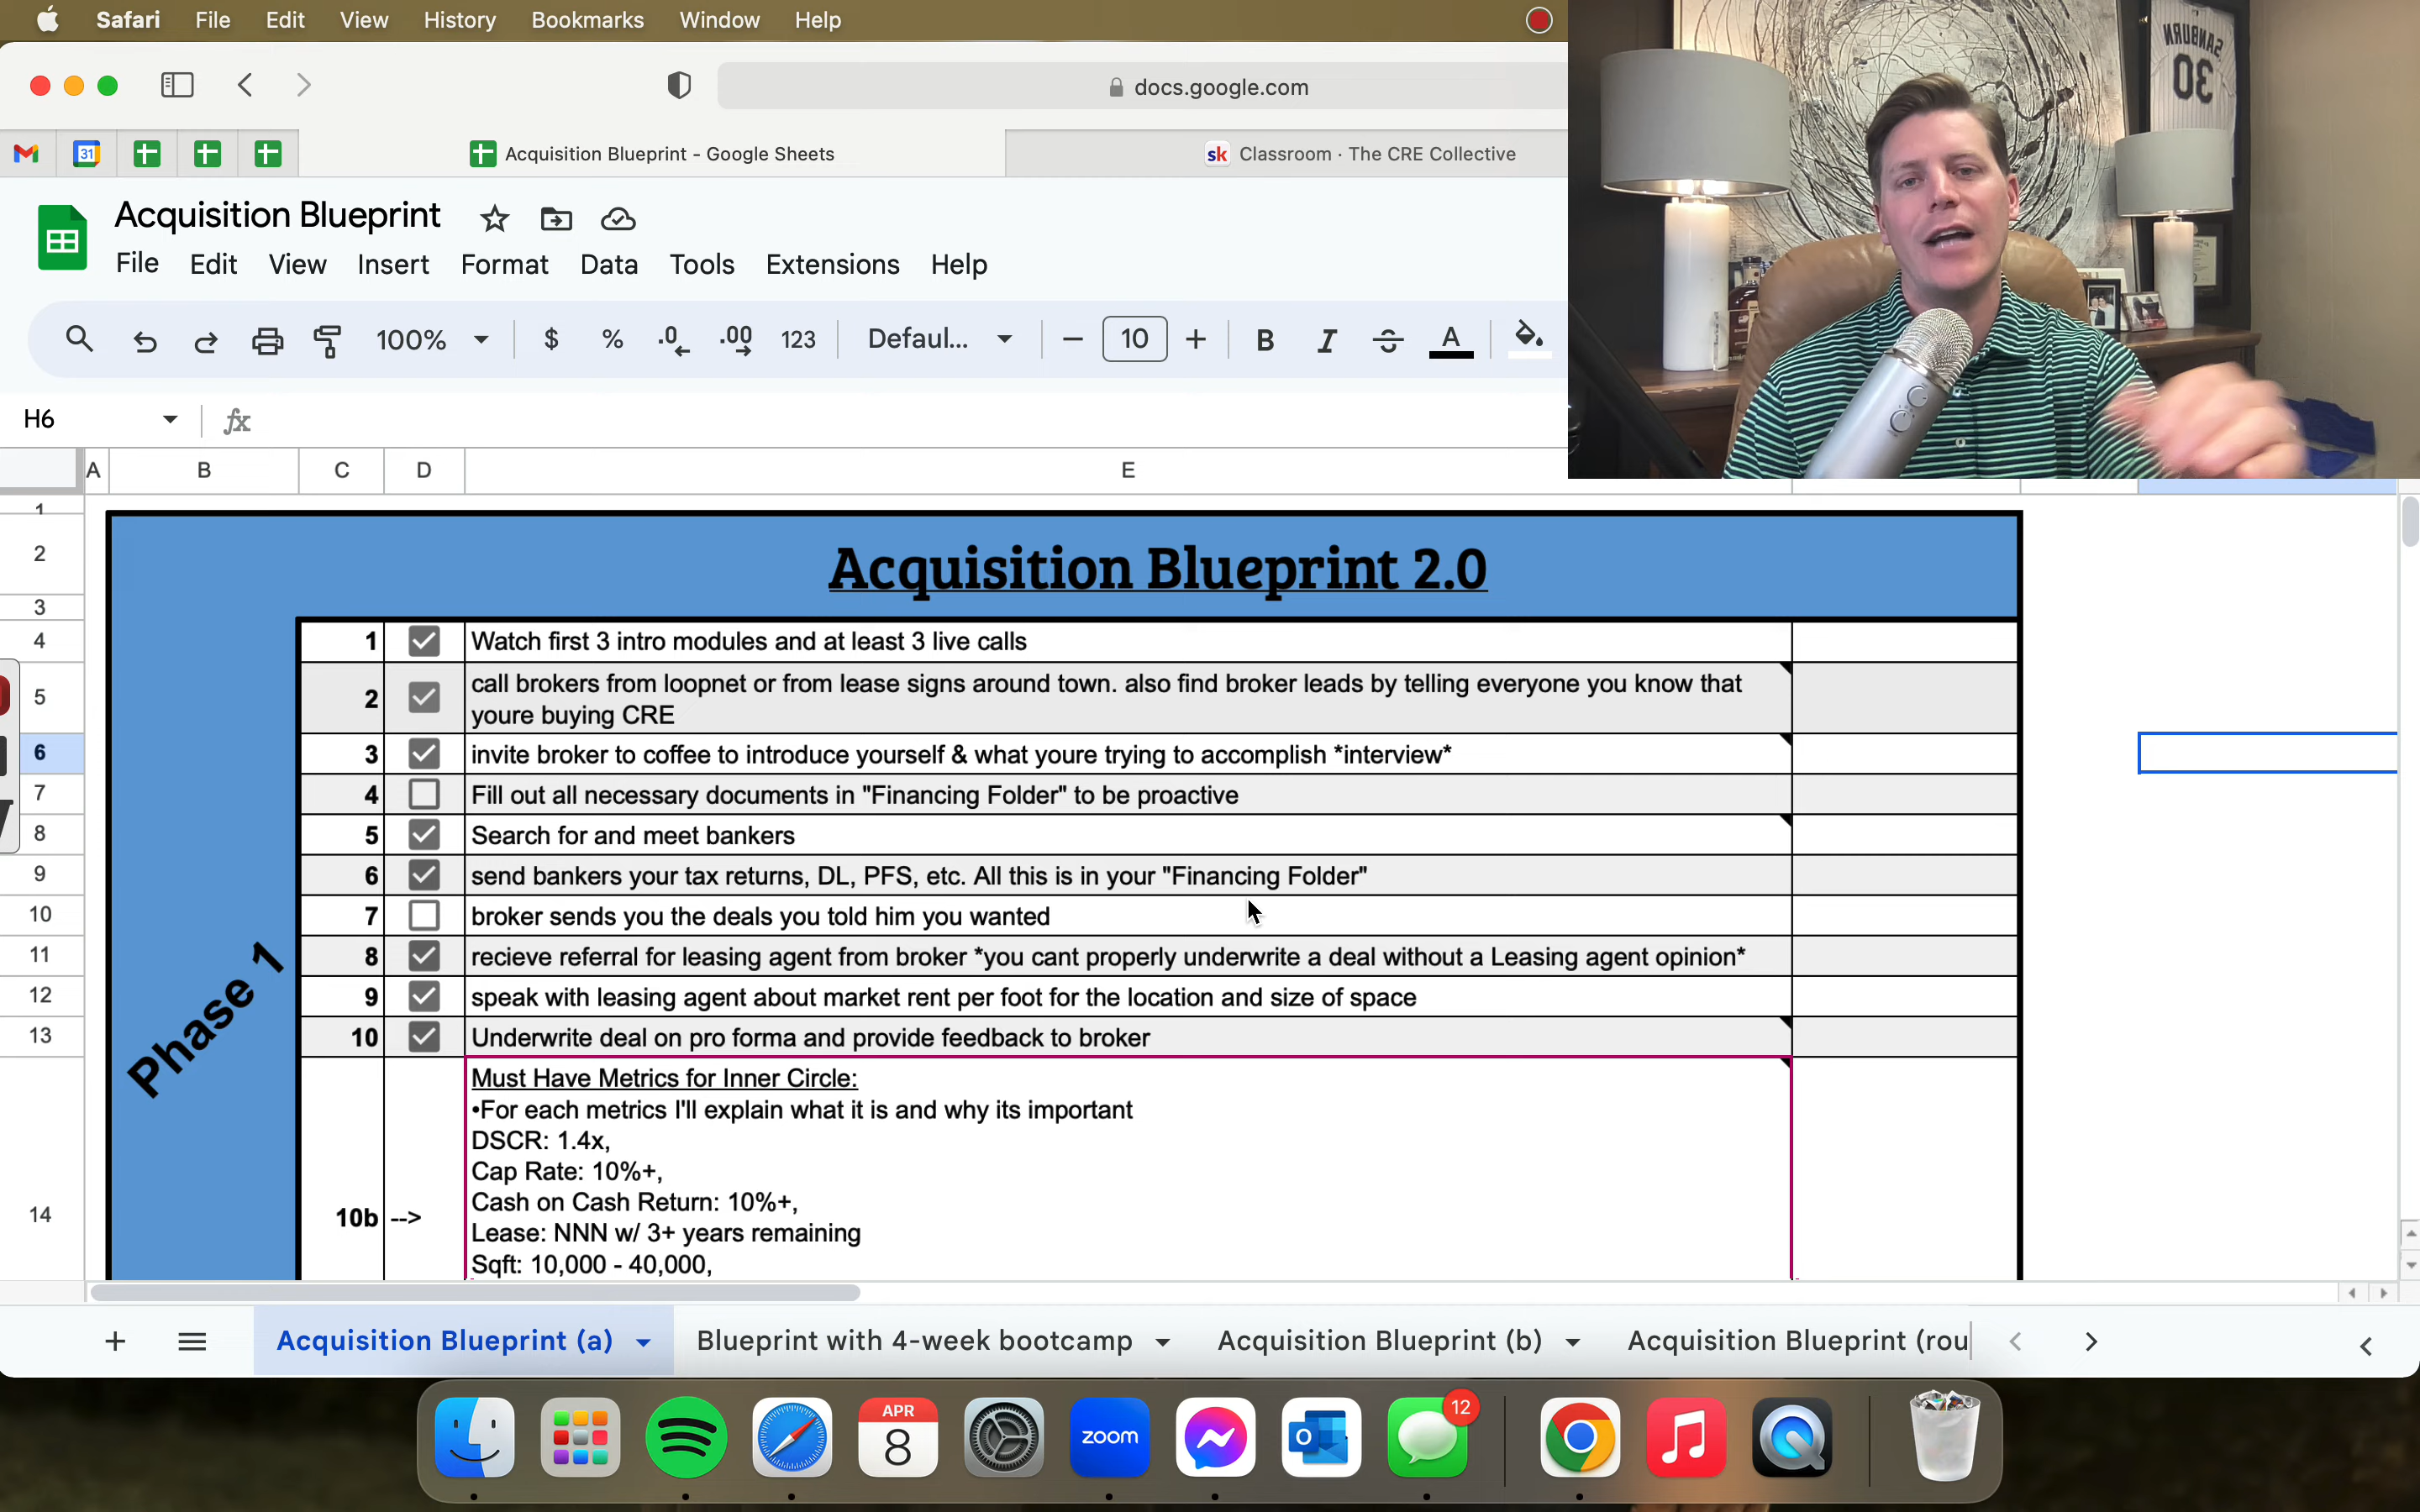 Safari File Edit View History Bookmarks Window Help
SANBURN
30
docs.google.com
31
Acquisition Blueprint - Google Sheets
sk Classroom · The CRE Collective
Acquisition Blueprint
File Edit View Insert Format Data Tools Extensions Help
100% $ % .0 .00 123 Defaul... 10 B I A
H6 fx
A B C D E
1
2 Acquisition Blueprint 2.0
3
4 1 Watch first 3 intro modules and at least 3 live calls
5 2 call brokers from loopnet or from lease signs around town. also find broker leads by telling everyone you know that
youre buying CRE
6 3 invite broker to coffee to introduce yourself & what youre trying to accomplish *interview*
7 4 Fill out all necessary documents in "Financing Folder" to be proactive
8 5 Search for and meet bankers
9 6 send bankers your tax returns, DL, PFS, etc. All this is in your "Financing Folder"
10 7 broker sends you the deals you told him you wanted
11 8 recieve referral for leasing agent from broker *you cant properly underwrite a deal without a Leasing agent opinion*
12 9 speak with leasing agent about market rent per foot for the location and size of space
13 10 Underwrite deal on pro forma and provide feedback to broker
Phase 1
Must Have Metrics for Inner Circle:
•For each metrics I'll explain what it is and why its important
DSCR: 1.4x,
Cap Rate: 10%+,
Cash on Cash Return: 10%+,
14 10b --> Lease: NNN w/ 3+ years remaining
Sqft: 10,000 - 40,000,
Acquisition Blueprint (a) Blueprint with 4-week bootcamp Acquisition Blueprint (b) Acquisition Blueprint (rou
APR
8
zoom
12